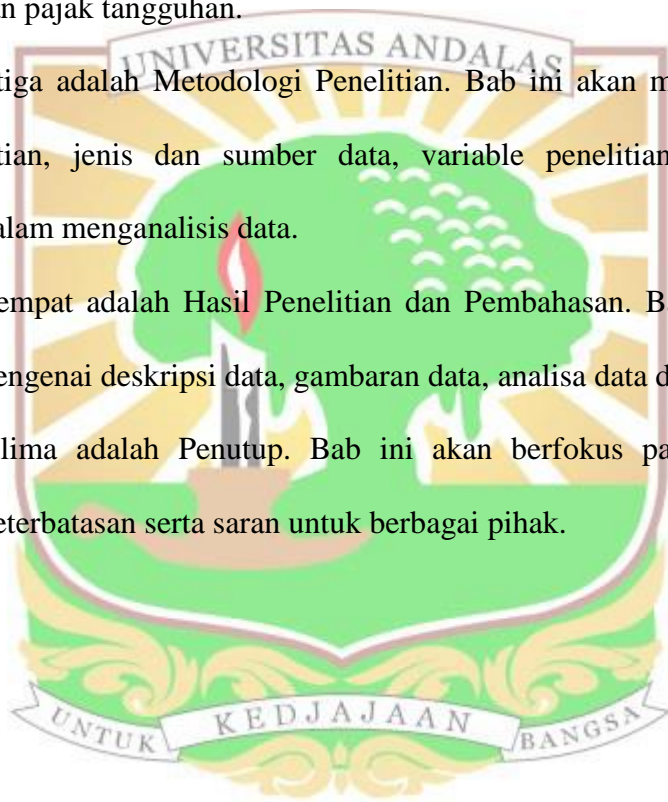 an pajak tangguhan.
UNIVERSITAS ANDALAS
tiga adalah Metodologi Penelitian. Bab ini akan m
tian, jenis dan sumber data, variable penelitian
alam menganalisis data.
empat adalah Hasil Penelitian dan Pembahasan. Ba
engenai deskripsi data, gambaran data, analisa data d
lima adalah Penutup. Bab ini akan berfokus pa
eterbatasan serta saran untuk berbagai pihak.
UNTUK KEDJAJAAN BANGSA